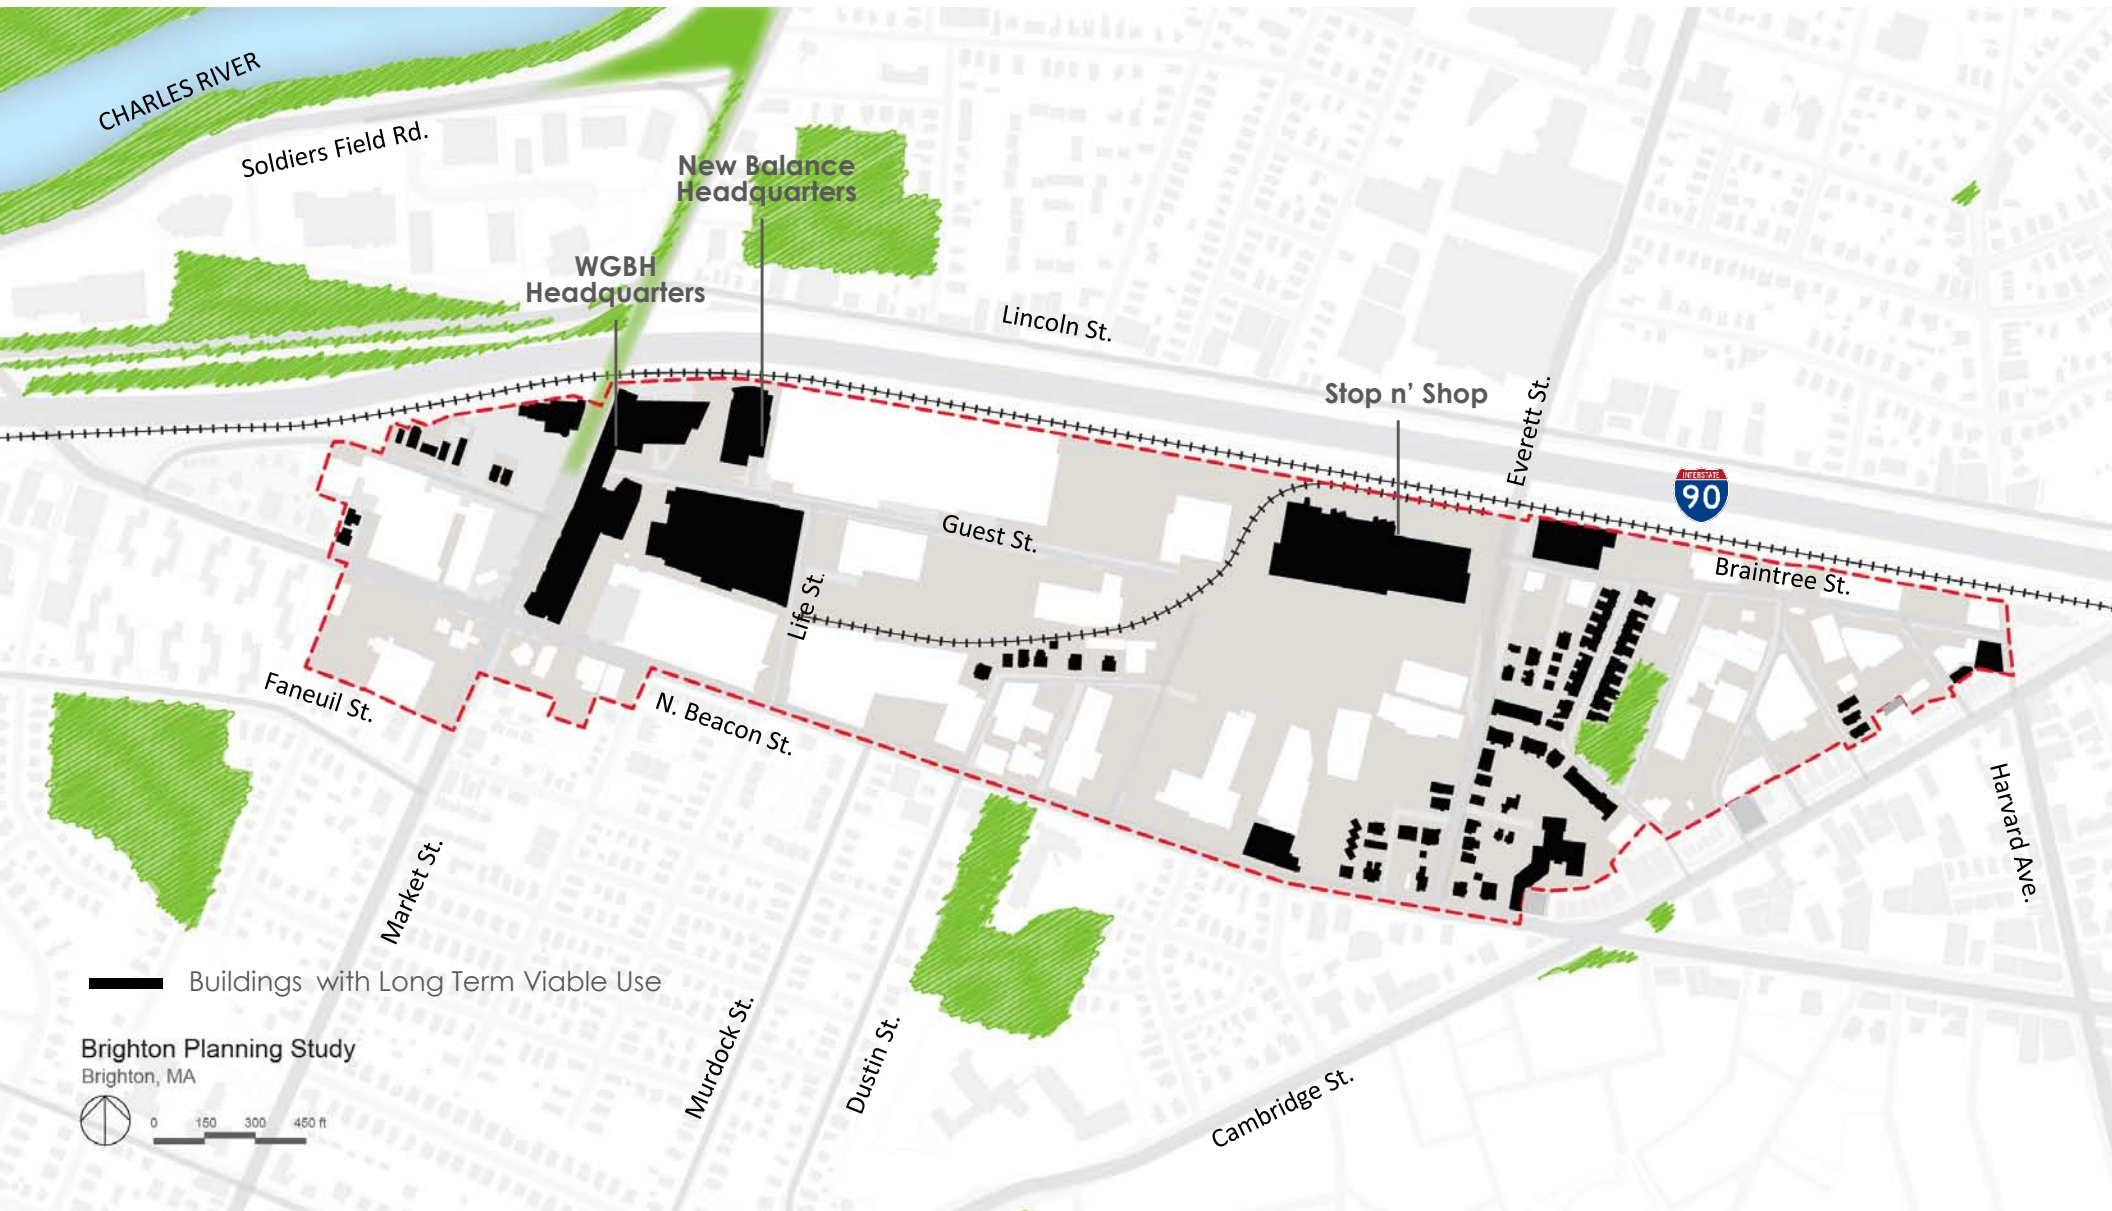 CHARLES RIVER
Soldiers Field Rd.
New Balance
Headquarters
WGBH
Headquarters
Lincoln St.
Stop n' Shop
Everett St.
INTERSTATE
90
Guest St.
Braintree St.
Life St.
Faneuil St.
N. Beacon St.
Harvard Ave.
Market St.
Buildings with Long Term Viable Use
Murdock St.
Dustin St.
Cambridge St.
Brighton Planning Study
Brighton, MA
0 150 300 450 ft